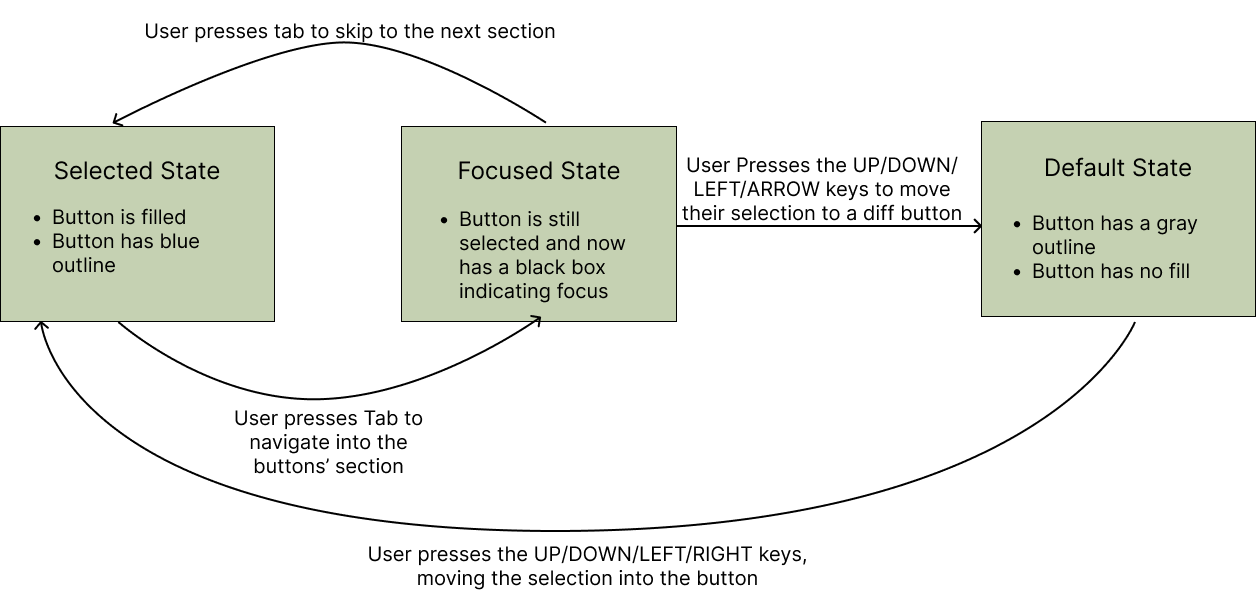 User presses tab to skip to the next section
Selected State
• Button is filled
• Button has blue
outline
Focused State
• Button is still
selected and now
has a black box
indicating focus
User Presses the UP/DOWN/
LEFT/ARROW keys to move
their selection to a diff button
Default State
• Button has a gray
outline
• Button has no fill
User presses Tab to
navigate into the
buttons’ section
User presses the UP/DOWN/LEFT/RIGHT keys,
moving the selection into the button